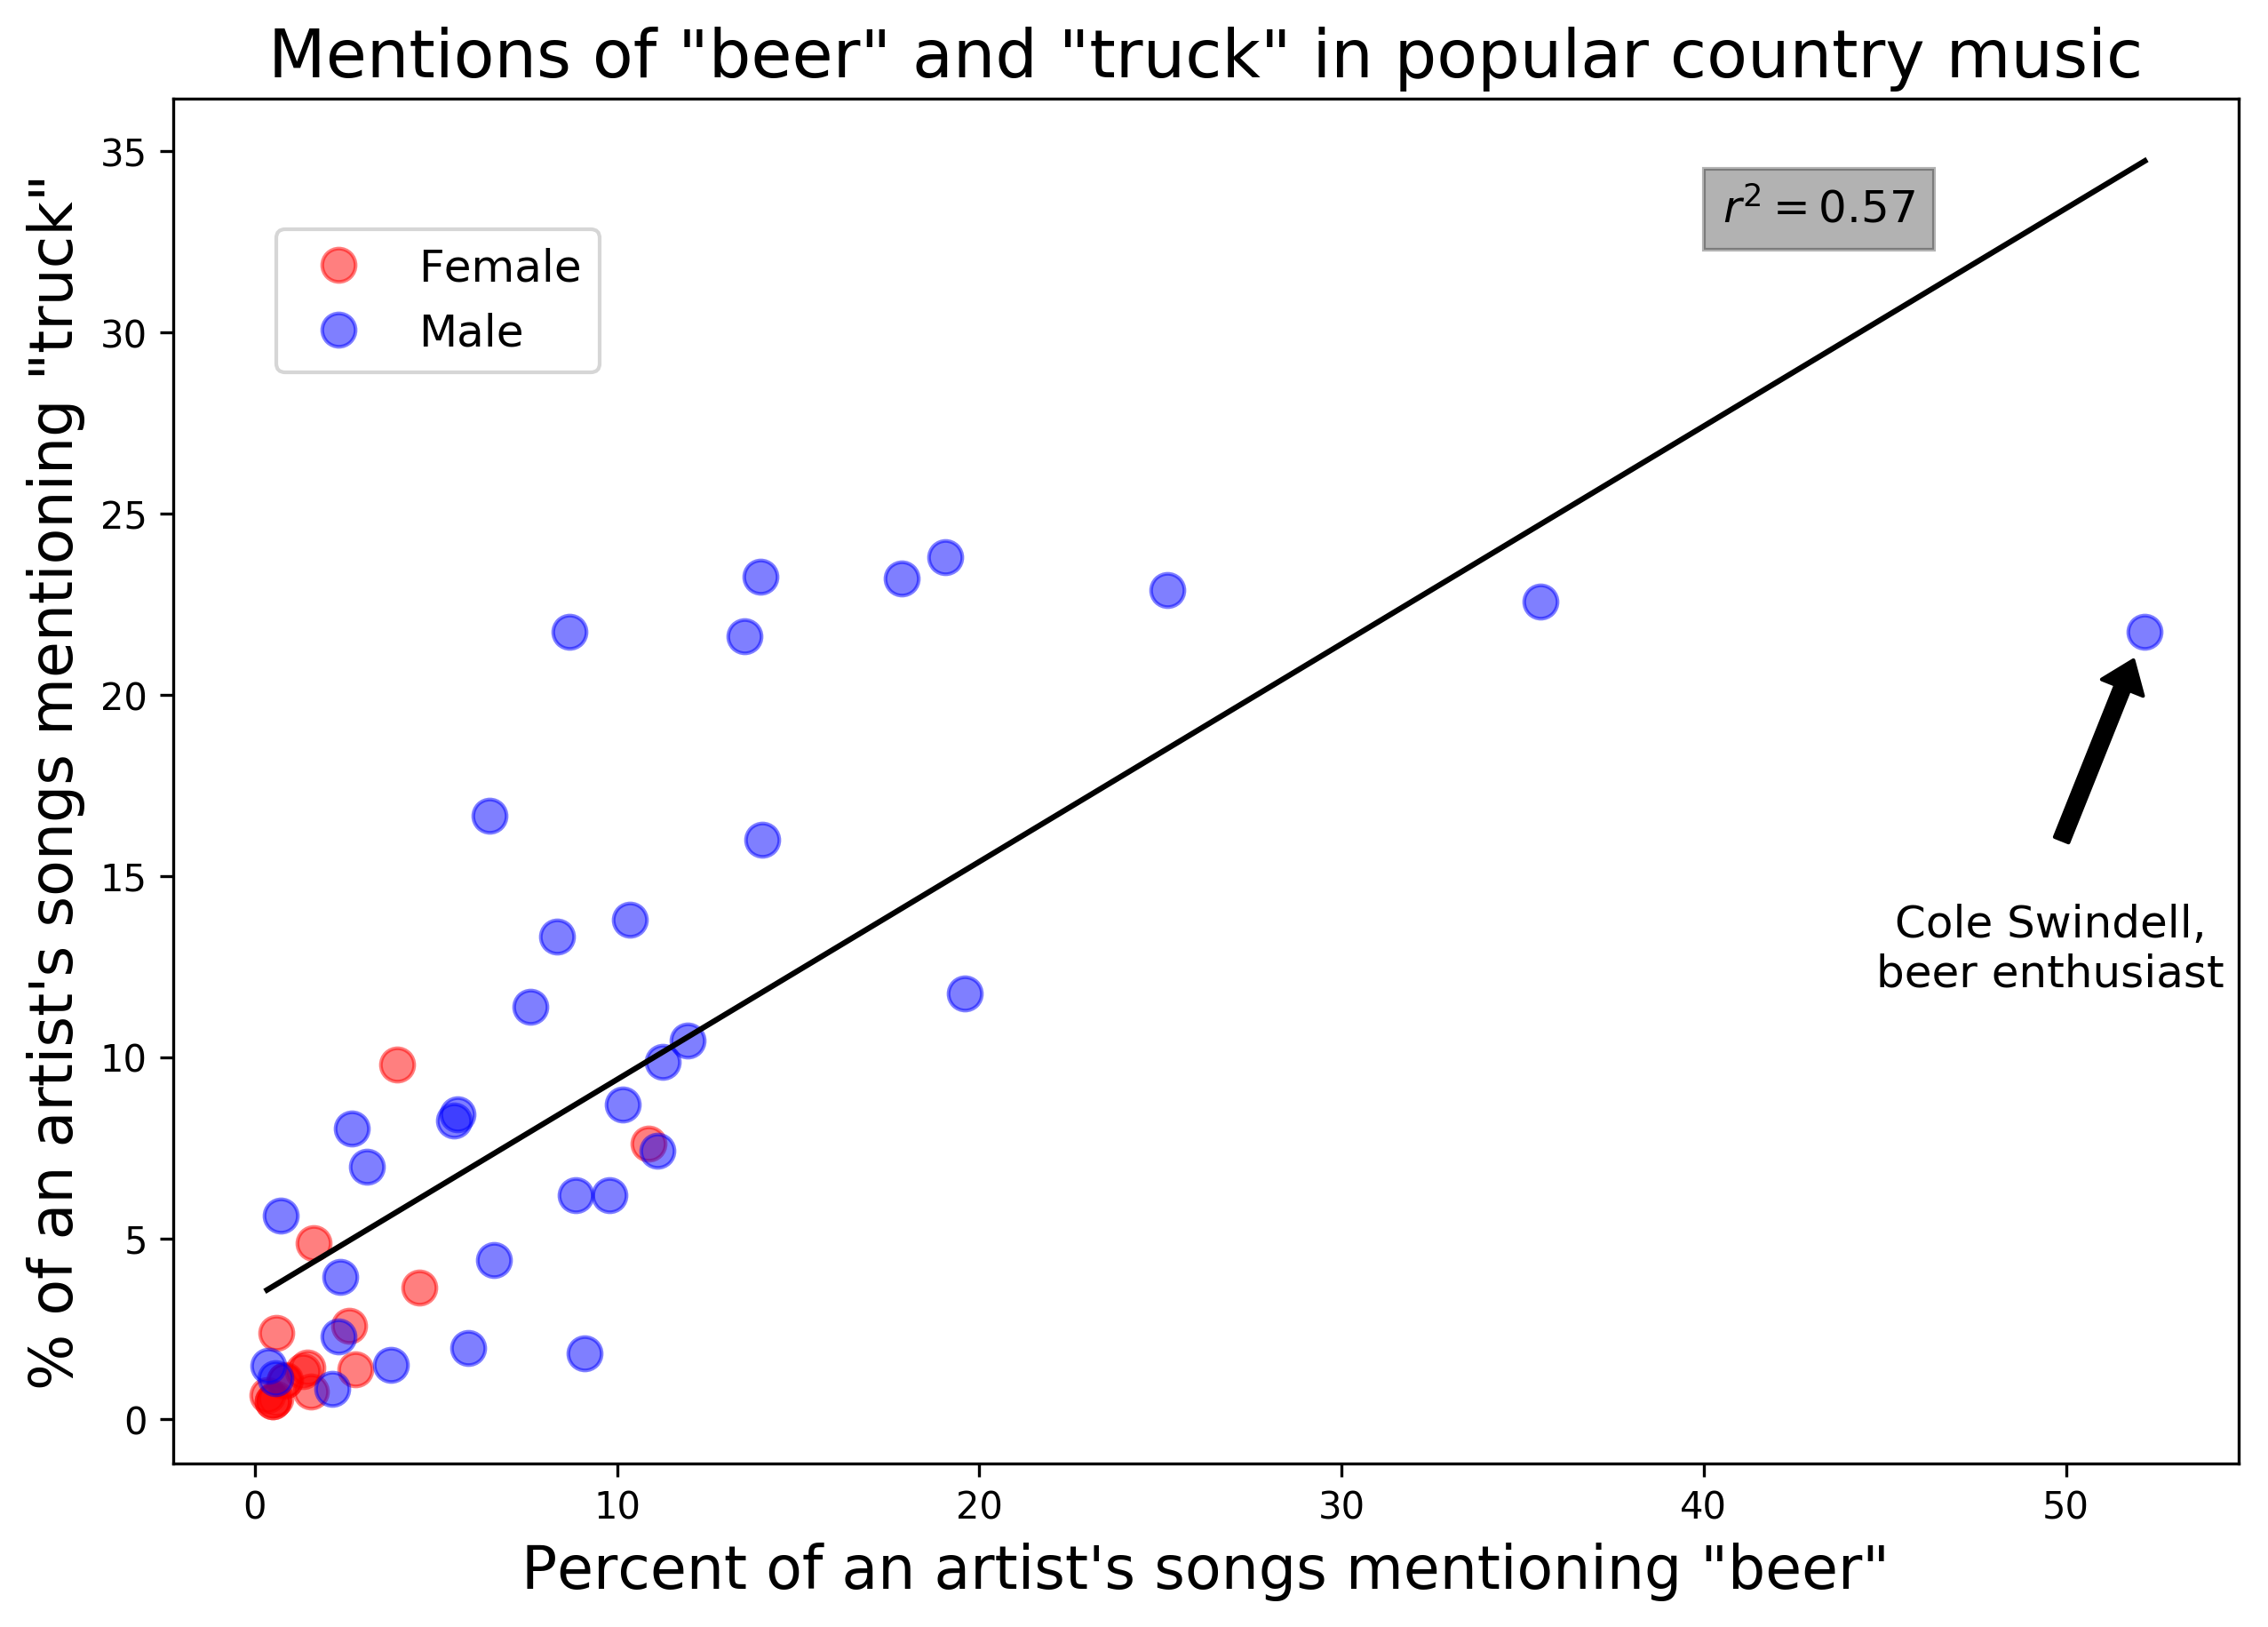 Mentions of "beer" and "truck" in popular country music
% of an artist's songs mentioning "truck"
35
30
25
20
15
10
5
0
Female
Male
r² = 0.57
Cole Swindell,
beer enthusiast
0 10 20 30 40 50
Percent of an artist's songs mentioning "beer"